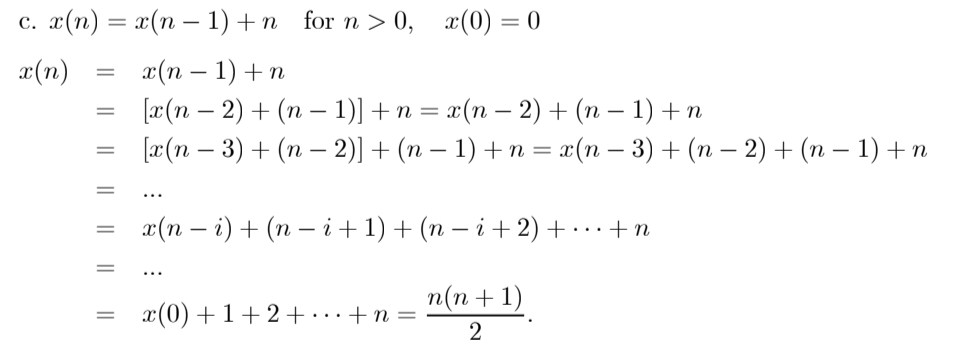 c. x(n) = x(n − 1) + n for n > 0, x(0) = 0
x(n) = x(n − 1) + n
= [x(n − 2) + (n − 1)] + n = x(n − 2) + (n − 1) + n
= [x(n − 3) + (n − 2)] + (n − 1) + n = x(n − 3) + (n − 2) + (n − 1) + n
= ...
= x(n − i) + (n − i + 1) + (n − i + 2) + · · · + n
= ...
= x(0) + 1 + 2 + · · · + n = n(n + 1)/2.